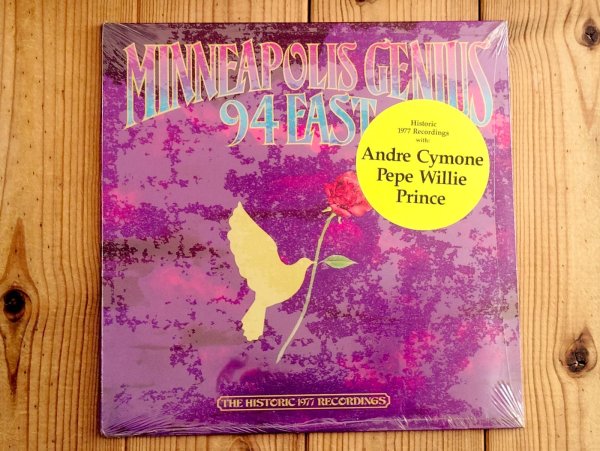 MINNEAPOLIS GENIUS
94 EAST
Historic
1977 Recordings
with:
Andre Cymone
Pepe Willie
Prince
THE HISTORIC 1977 RECORDINGS